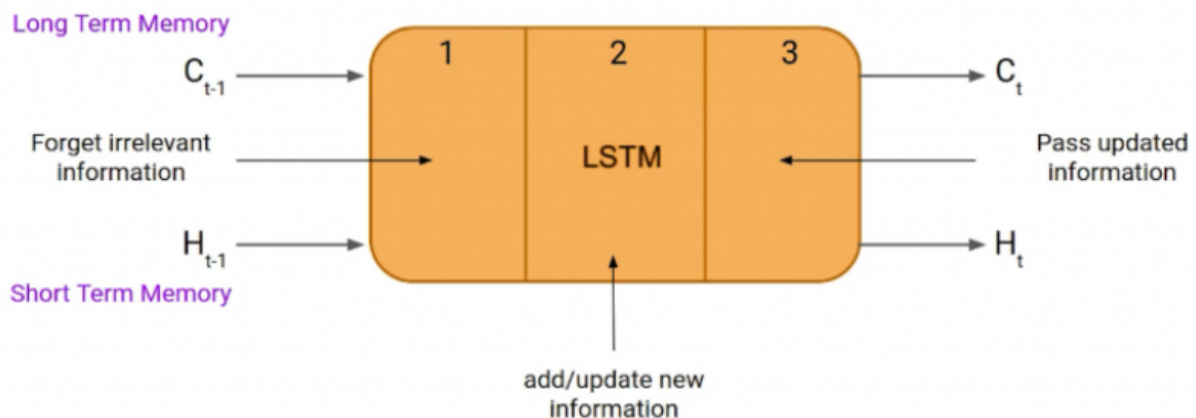 Long Term Memory
1 2 3
C t-1
C t
Forget irrelevant
information
LSTM
Pass updated
information
H t-1
H t
Short Term Memory
add/update new
information